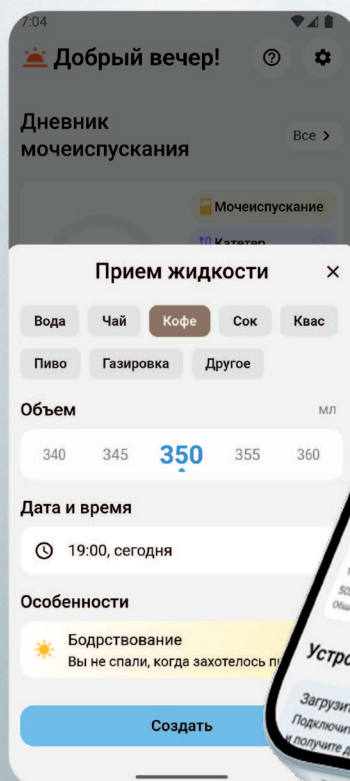 7:04
Добрый вечер!
Дневник
мочеиспускания
Все >
Мочеиспускание
Катетер
Прием жидкости
Вода Чай Кофе Сок Квас
Пиво Газировка Другое
Объем мл
340 345 350 355 360
Дата и время
19:00, сегодня
Особенности
Бодрствование
Вы не спали, когда захотелось
Создать
Загрузит
Подключит
и получите